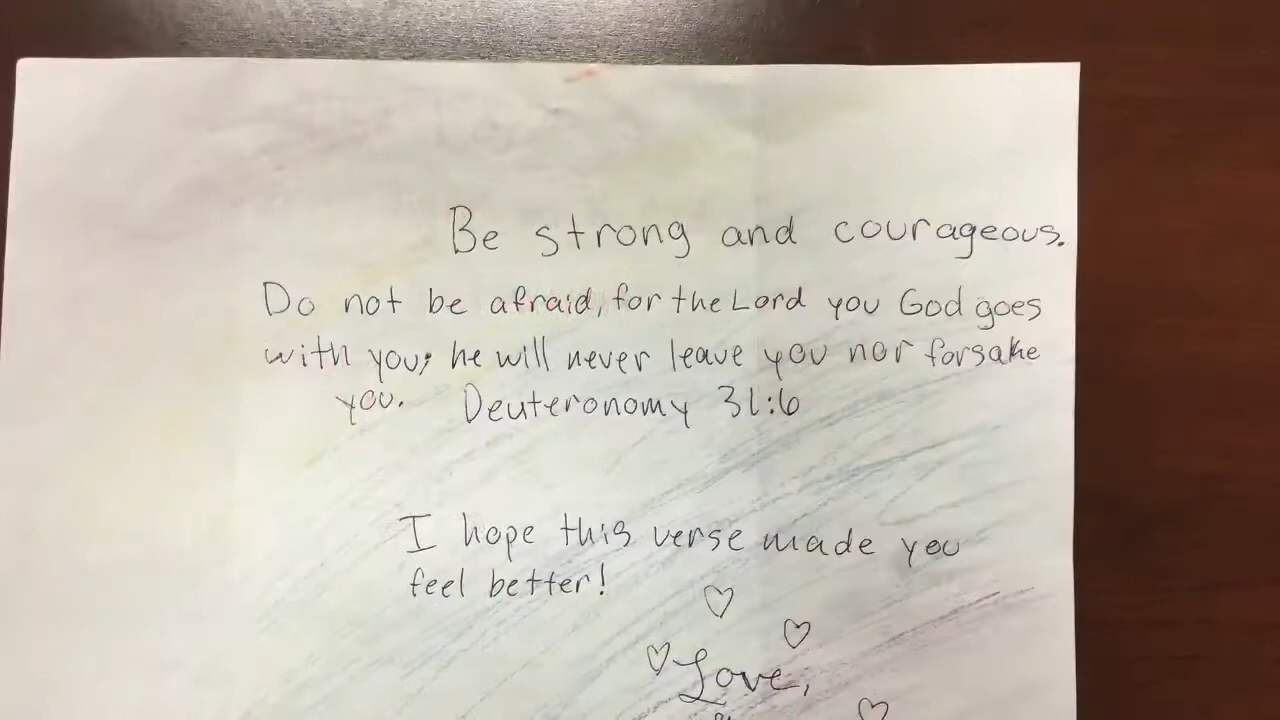 Be strong and courageous.
Do not be afraid, for the Lord you God goes
with you; he will never leave you nor forsake
you. Deuteronomy 31:6
I hope this verse made you
feel better!
Love,